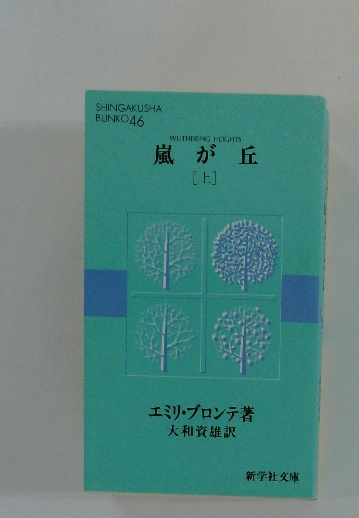 SHINGAKUSHA
BUNKO46
WUTHERING HEIGHTS
嵐が丘
[上]
エミリ・ブロンテ著
大和資雄訳
新学社文庫